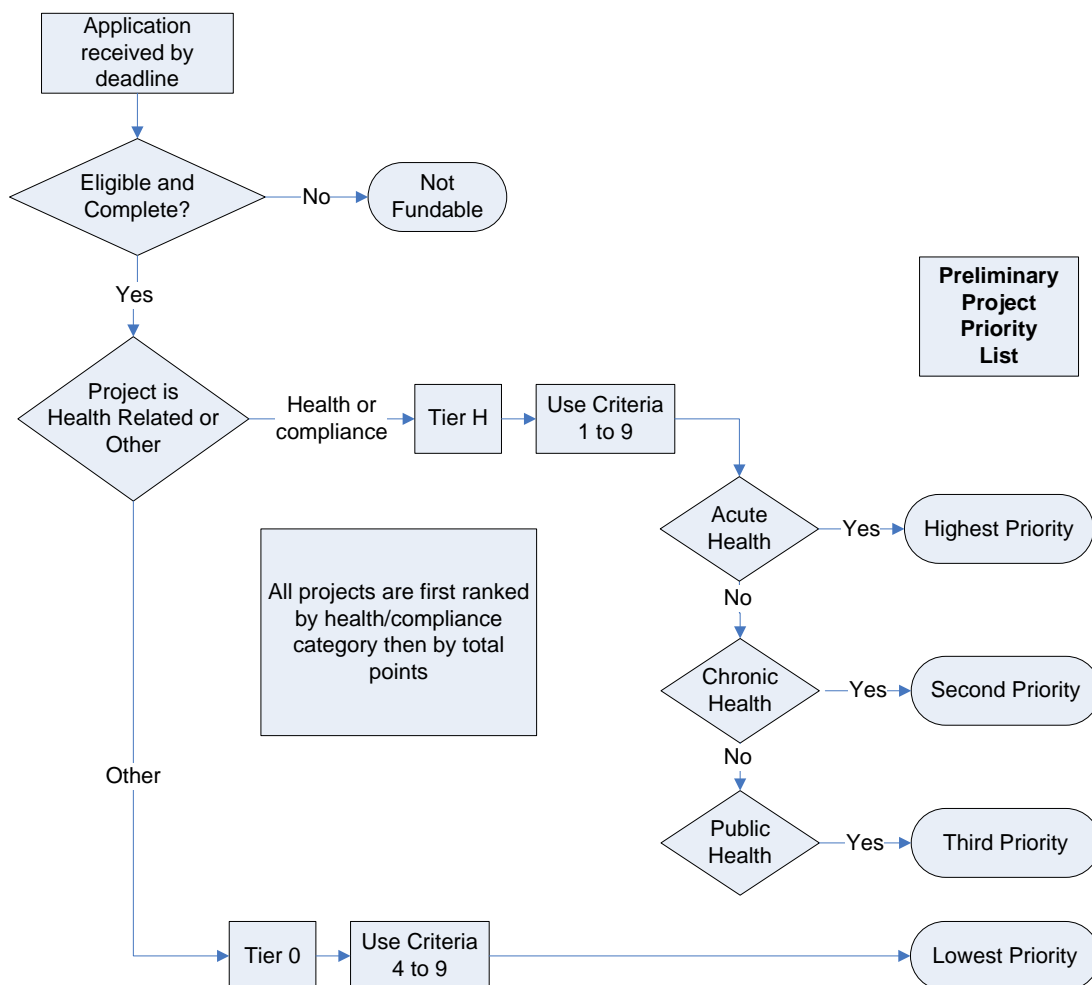 Application
received by
deadline
Eligible and
Complete?
No
Not
Fundable
Yes
Preliminary
Project
Priority
List
Project is
Health Related or
Other
Health or
compliance
Tier H
Use Criteria
1 to 9
Acute
Health
Yes
Highest Priority
All projects are first ranked
by health/compliance
category then by total
points
No
Chronic
Health
Yes
Second Priority
No
Other
Public
Health
Yes
Third Priority
Tier 0
Use Criteria
4 to 9
Lowest Priority